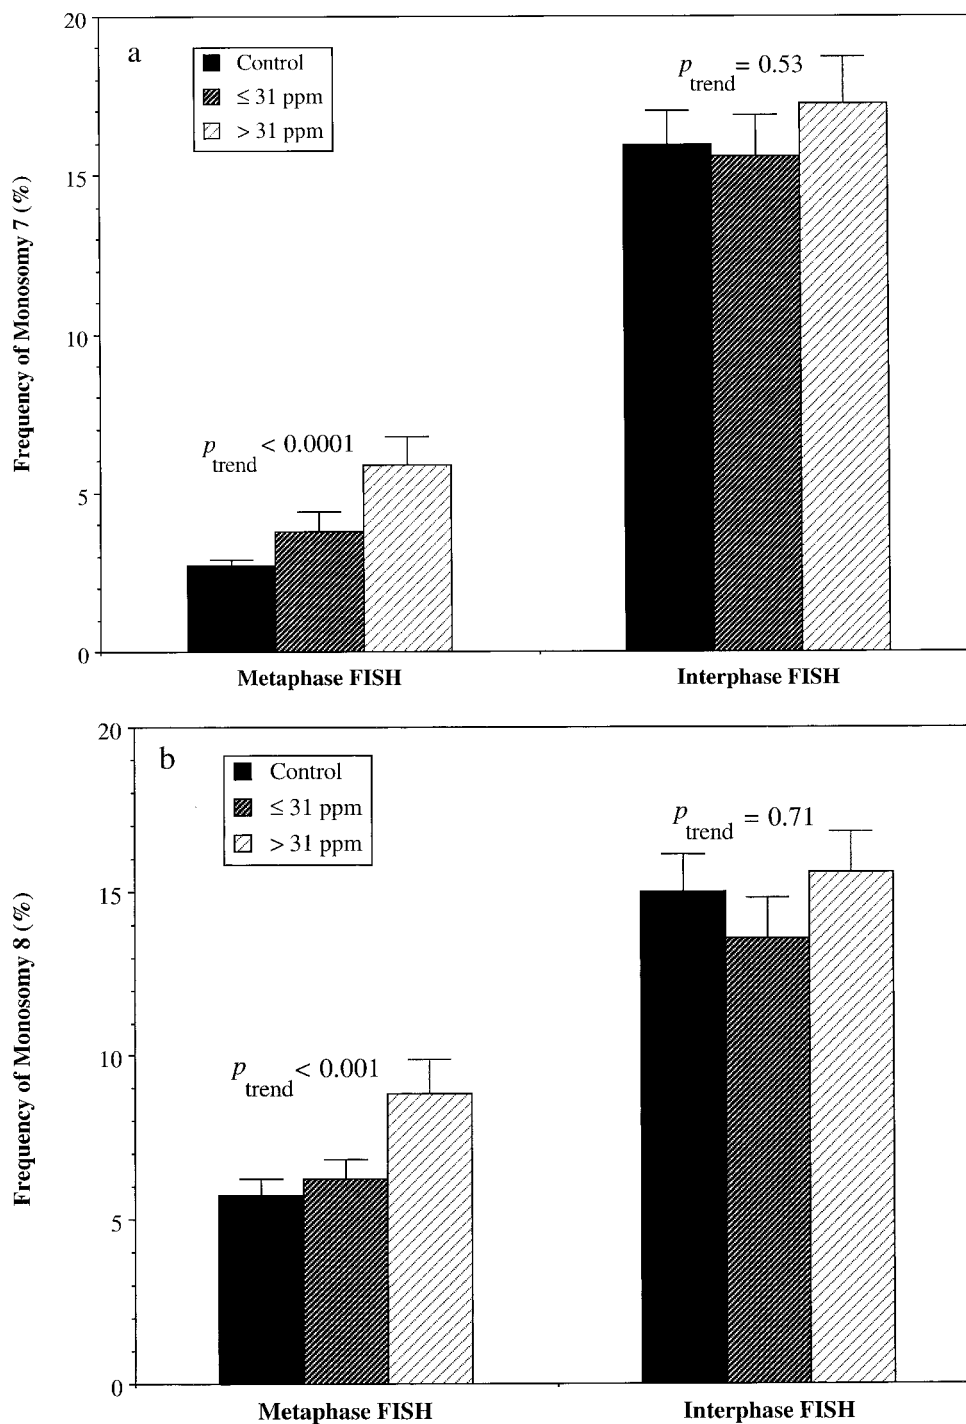 20
a
Control
≤ 31 ppm
> 31 ppm
p trend = 0.53
15
Frequency of Monosomy 7 (%)
10
p trend < 0.0001
5
0
Metaphase FISH
Interphase FISH
20
b
Control
≤ 31 ppm
> 31 ppm
p trend = 0.71
15
Frequency of Monosomy 8 (%)
10
p trend < 0.001
5
0
Metaphase FISH
Interphase FISH